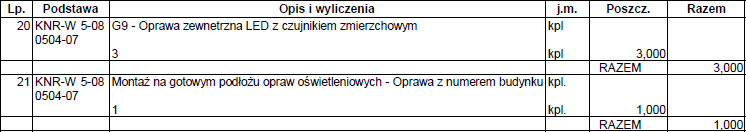 Lp. Podstawa Opis i wyliczenia j.m. Poszcz. Razem
20 KNR-W 5-08 G9 - Oprawa zewnetrzna LED z czujnikiem zmierzchowym kpl
0504-07
3 kpl 3,000
RAZEM 3,000
21 KNR-W 5-08 Montaż na gotowym podłożu opraw oświetleniowych - Oprawa z numerem budynku kpl.
0504-07
1 kpl. 1,000
RAZEM 1,000